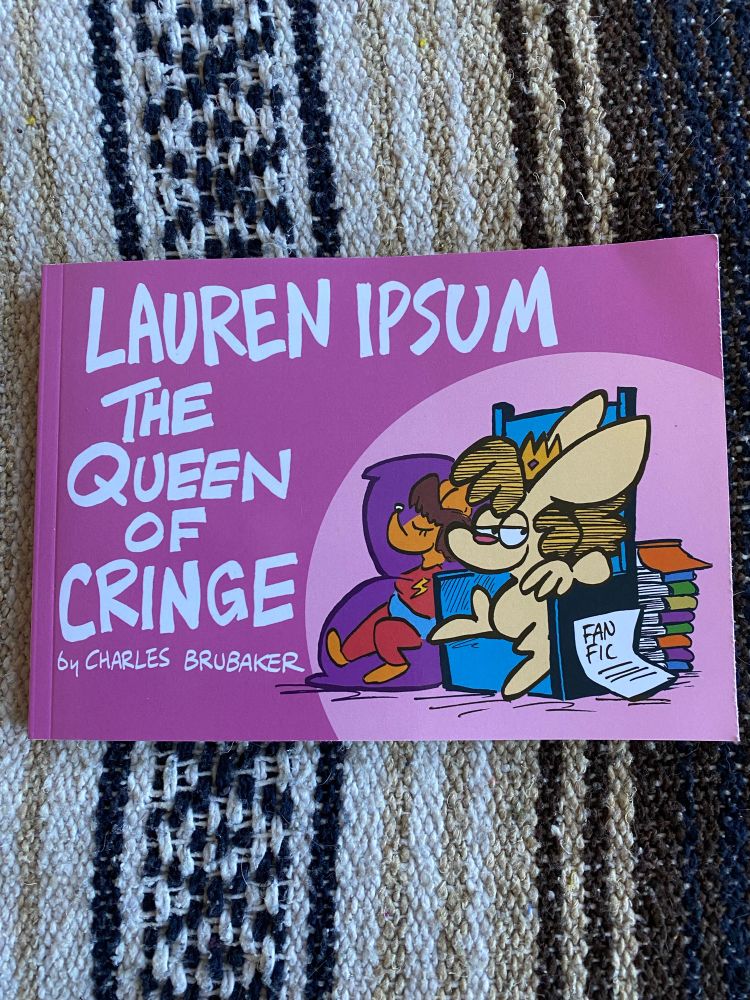 LAUREN IPSUM
THE
QUEEN
OF
CRINGE
by CHARLES BRUBAKER
FAN
FIC